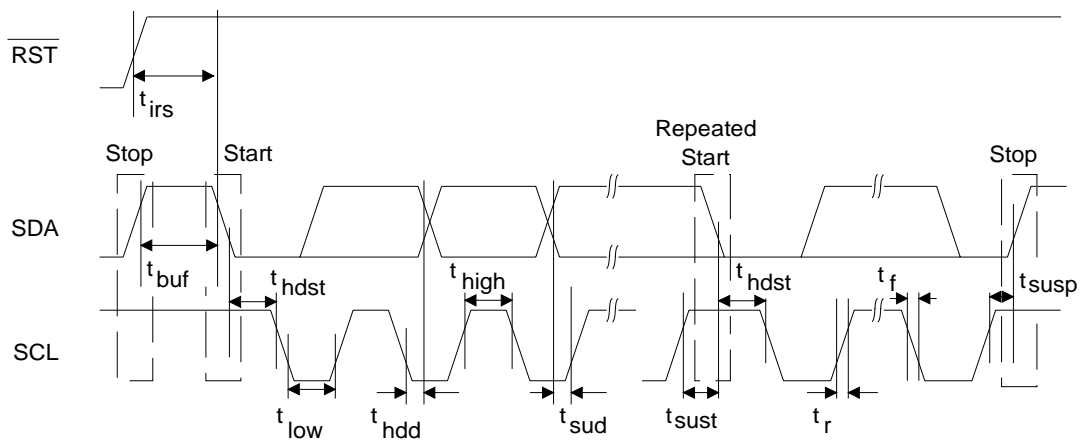 RST
t irs
Repeated
Stop Start Start Stop
SDA
t buf t hdst t high t hdst t f t susp
SCL
t low t hdd t sud t sust t r